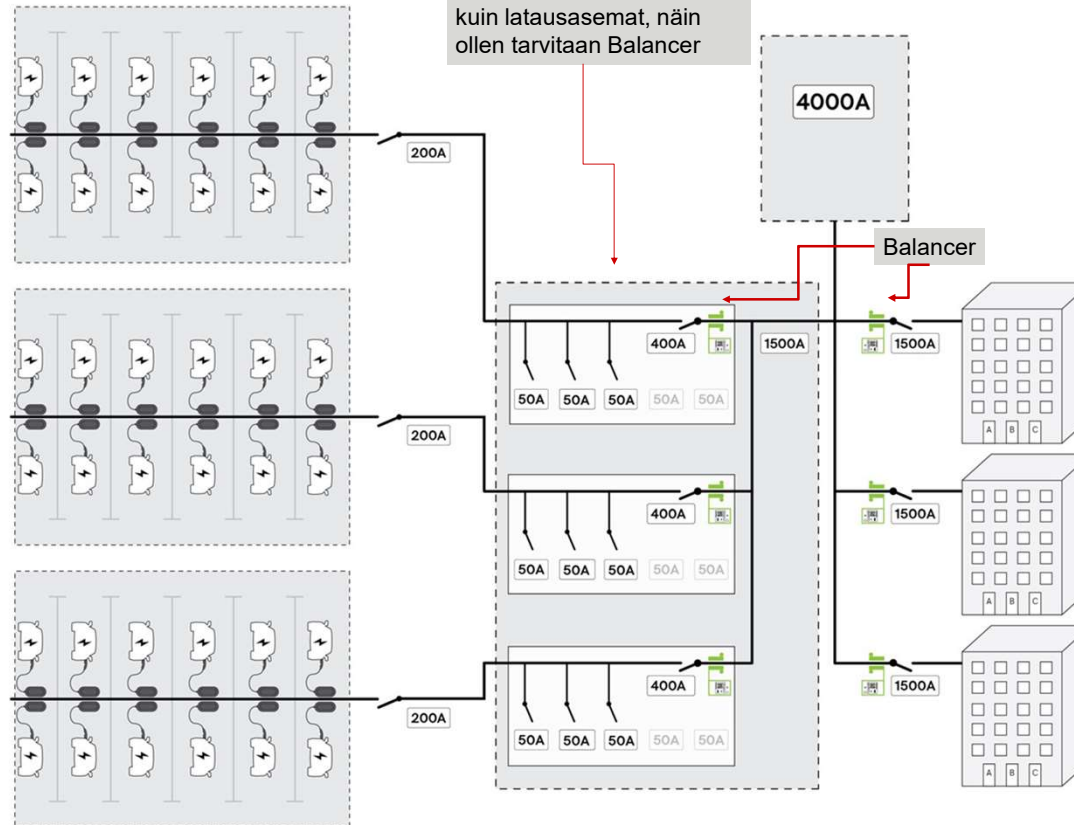 kuin latausasemat, näin
ollen tarvitaan Balancer
4000A
200A
Balancer
400A
1500A
1500A
50A 50A 50A 50A 50A
A B C
200A
400A
1500A
50A 50A 50A 50A 50A
A B C
200A
400A
1500A
50A 50A 50A 50A 50A
A B C